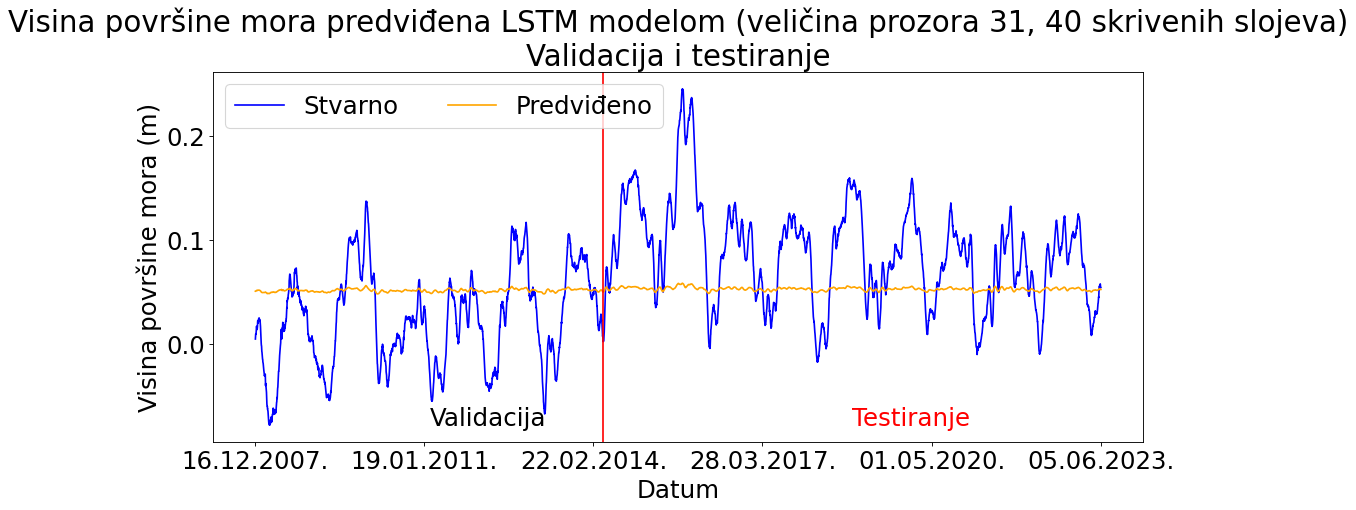 Visina površine mora predviđena LSTM modelom (veličina prozora 31, 40 skrivenih slojeva)
Validacija i testiranje
Stvarno
Predviđeno
Visina površine mora (m)
0.2
0.1
0.0
Validacija
Testiranje
16.12.2007.
19.01.2011.
22.02.2014.
28.03.2017.
01.05.2020.
05.06.2023.
Datum